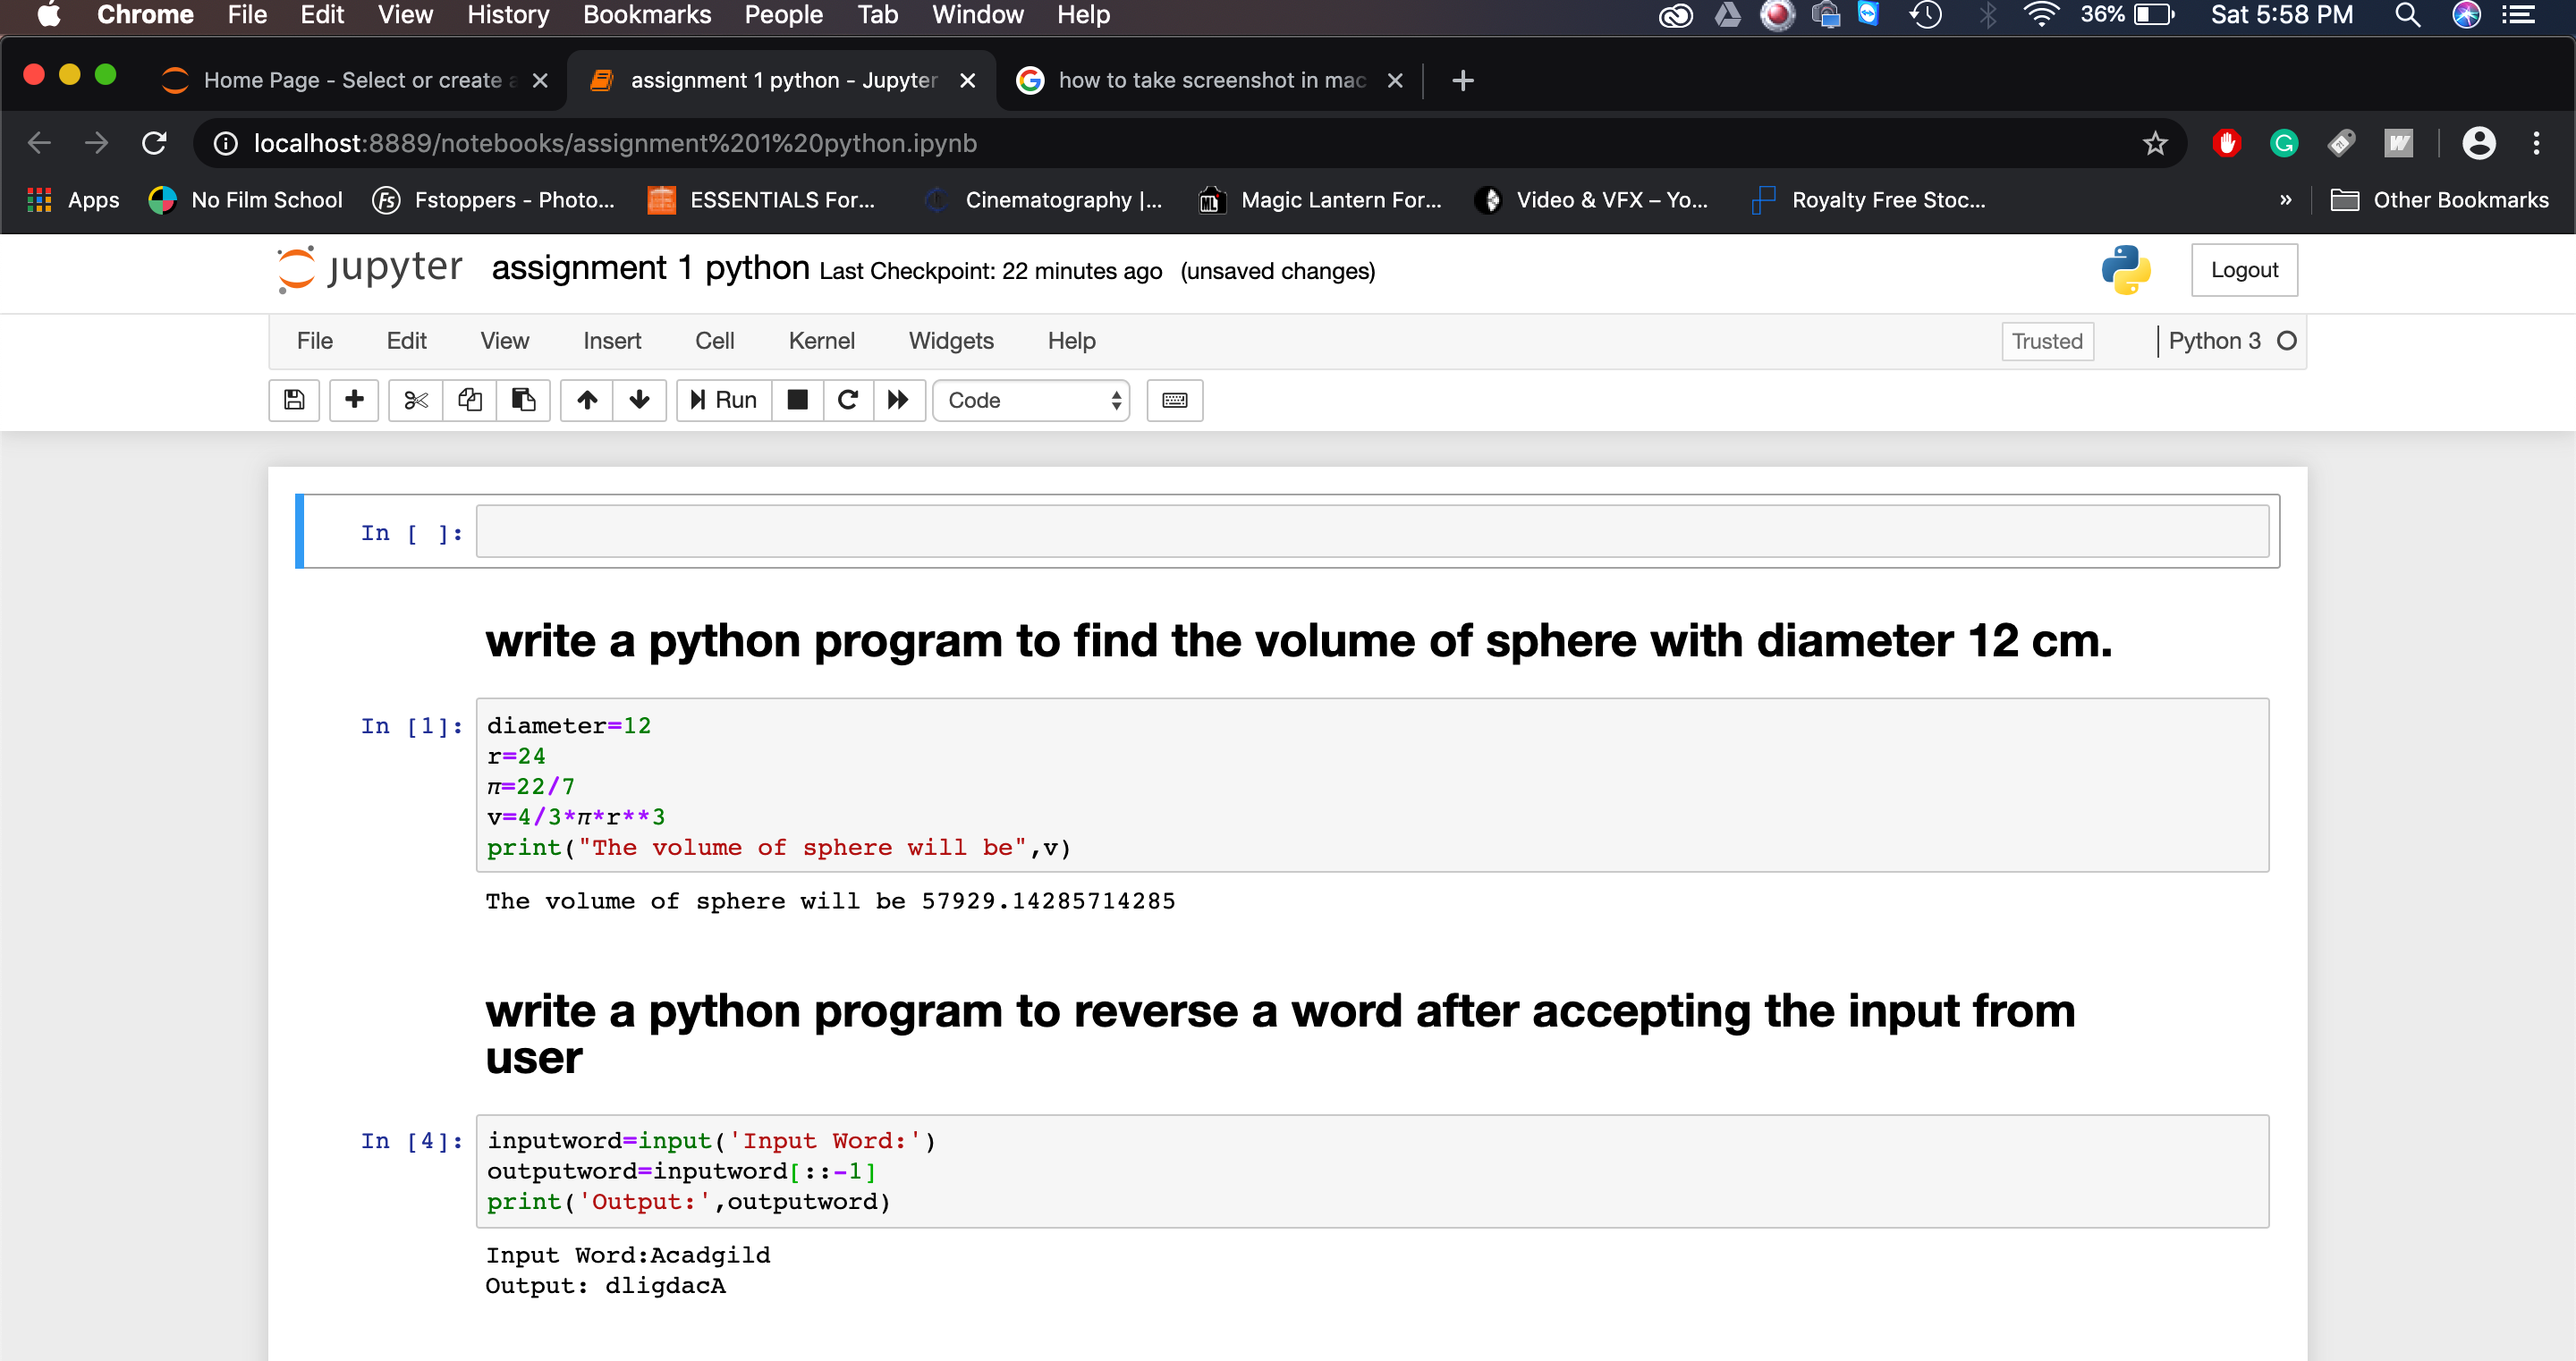 Chrome File Edit View History Bookmarks People Tab Window Help 36% Sat 5:58 PM
Home Page - Select or create a assignment 1 python - Jupyter how to take screenshot in mac
localhost:8889/notebooks/assignment%201%20python.ipynb
Apps No Film School Fstoppers - Photo... ESSENTIALS For... Cinematography |... Magic Lantern For... Video & VFX – Yo... Royalty Free Stoc... » Other Bookmarks
jupyter assignment 1 python Last Checkpoint: 22 minutes ago (unsaved changes) Logout
File Edit View Insert Cell Kernel Widgets Help Trusted Python 3
Run Code
In [ ]:
write a python program to find the volume of sphere with diameter 12 cm.
In [1]: diameter=12
r=24
π=22/7
v=4/3*π*r**3
print("The volume of sphere will be",v)
The volume of sphere will be 57929.14285714285
write a python program to reverse a word after accepting the input from
user
In [4]: inputword=input('Input Word:')
outputword=inputword[::-1]
print('Output:',outputword)
Input Word:Acadgild
Output: dligdacA